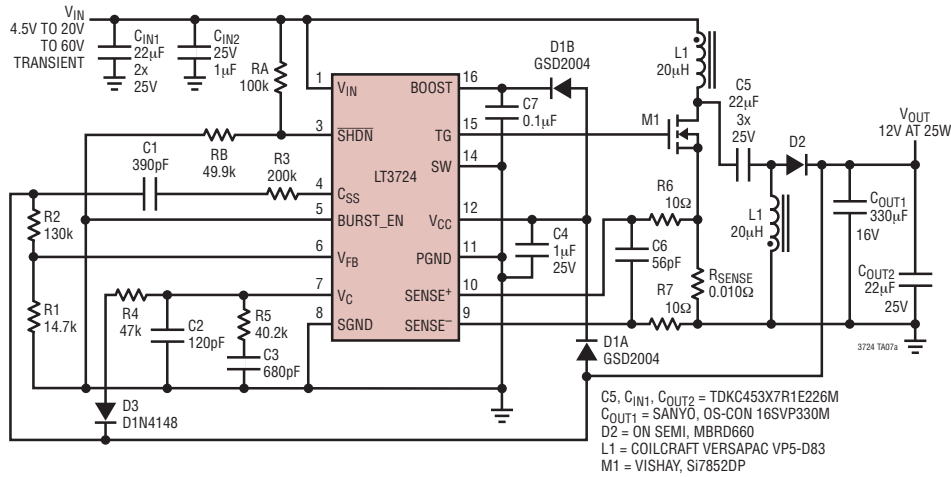 VIN
4.5V TO 20V
TO 60V
TRANSIENT
CIN1
22µF
2x
25V
CIN2
25V
1µF
RA
100k
1
VIN
BOOST
16
D1B
GSD2004
C7
0.1µF
L1
20µH
C5
22µF
3x
25V
M1
D2
VOUT
12V AT 25W
3
SHDN
TG
15
RB
49.9k
C1
390pF
R3
200k
4
CSS
LT3724
SW
14
R2
130k
5
BURST_EN
VCC
12
R6
10Ω
L1
20µH
COUT1
330µF
16V
6
VFB
PGND
11
C4
1µF
25V
C6
56pF
RSENSE
0.010Ω
COUT2
22µF
25V
R1
14.7k
R4
47k
7
VC
SENSE+
10
R7
10Ω
C2
120pF
R5
40.2k
8
SGND
SENSE–
9
C3
680pF
D1A
GSD2004
3724 TA07a
D3
D1N4148
C5, CIN1, COUT2 = TDKC453X7R1E226M
COUT1 = SANYO, OS-CON 16SVP330M
D2 = ON SEMI, MBRD660
L1 = COILCRAFT VERSAPAC VP5-D83
M1 = VISHAY, Si7852DP